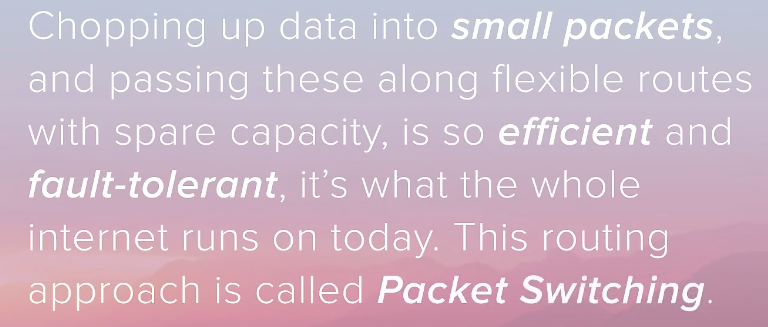 Chopping up data into small packets,
and passing these along flexible routes
with spare capacity, is so efficient and
fault-tolerant, it’s what the whole
internet runs on today. This routing
approach is called Packet Switching.